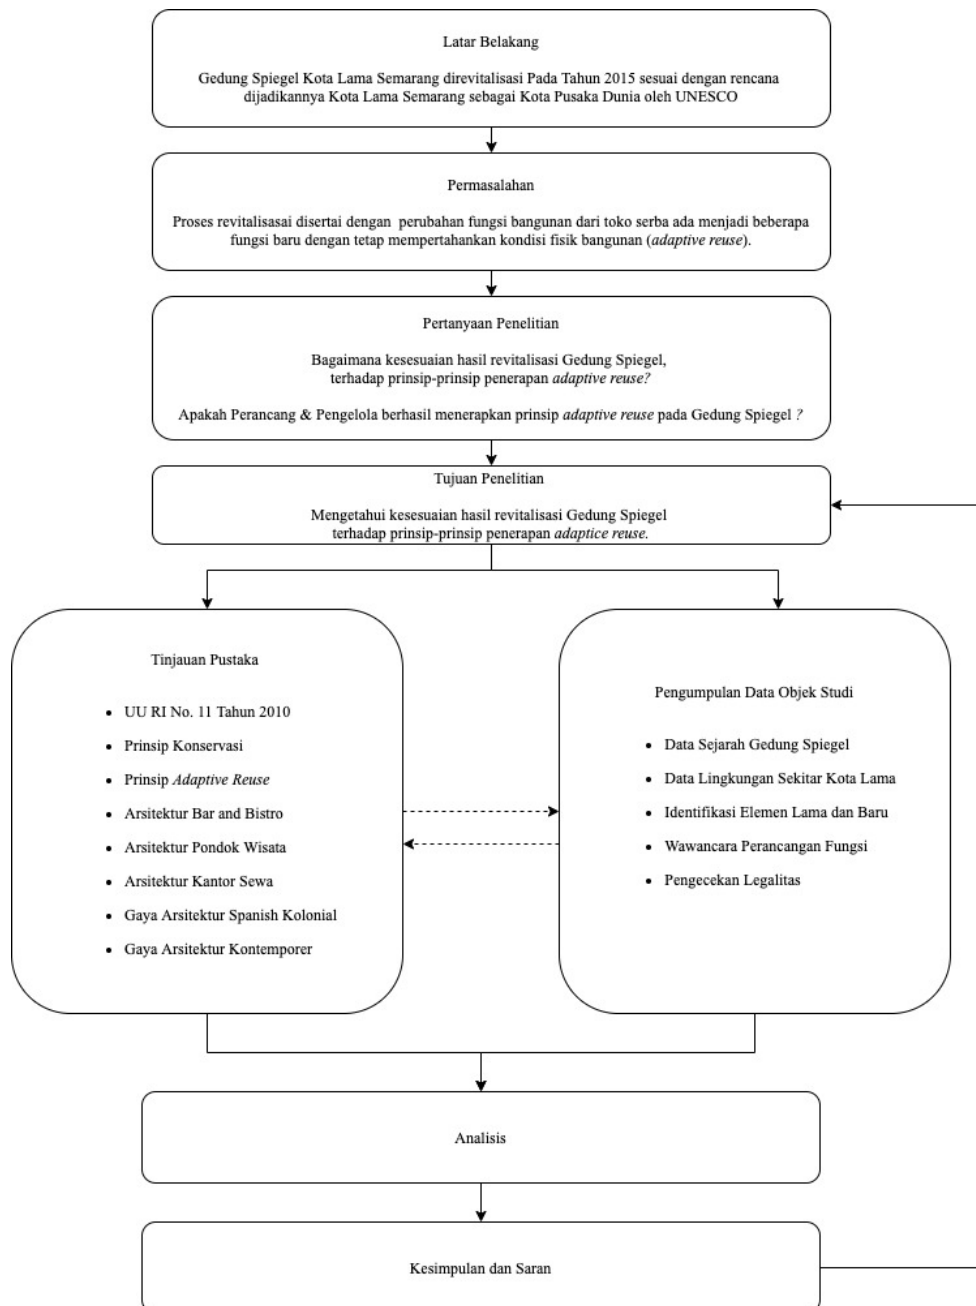 Latar Belakang
Gedung Spiegel Kota Lama Semarang direvitalisasi Pada Tahun 2015 sesuai dengan rencana
dijadikannya Kota Lama Semarang sebagai Kota Pusaka Dunia oleh UNESCO
Permasalahan
Proses revitalisasai disertai dengan perubahan fungsi bangunan dari toko serba ada menjadi beberapa
fungsi baru dengan tetap mempertahankan kondisi fisik bangunan (adaptive reuse).
Pertanyaan Penelitian
Bagaimana kesesuaian hasil revitalisasi Gedung Spiegel,
terhadap prinsip-prinsip penerapan adaptive reuse?
Apakah Perancang & Pengelola berhasil menerapkan prinsip adaptive reuse pada Gedung Spiegel ?
Tujuan Penelitian
Mengetahui kesesuaian hasil revitalisasi Gedung Spiegel
terhadap prinsip-prinsip penerapan adaptice reuse.
Tinjauan Pustaka
• UU RI No. 11 Tahun 2010
• Prinsip Konservasi
• Prinsip Adaptive Reuse
• Arsitektur Bar and Bistro
• Arsitektur Pondok Wisata
• Arsitektur Kantor Sewa
• Gaya Arsitektur Spanish Kolonial
• Gaya Arsitektur Kontemporer
Pengumpulan Data Objek Studi
• Data Sejarah Gedung Spiegel
• Data Lingkungan Sekitar Kota Lama
• Identifikasi Elemen Lama dan Baru
• Wawancara Perancangan Fungsi
• Pengecekan Legalitas
Analisis
Kesimpulan dan Saran